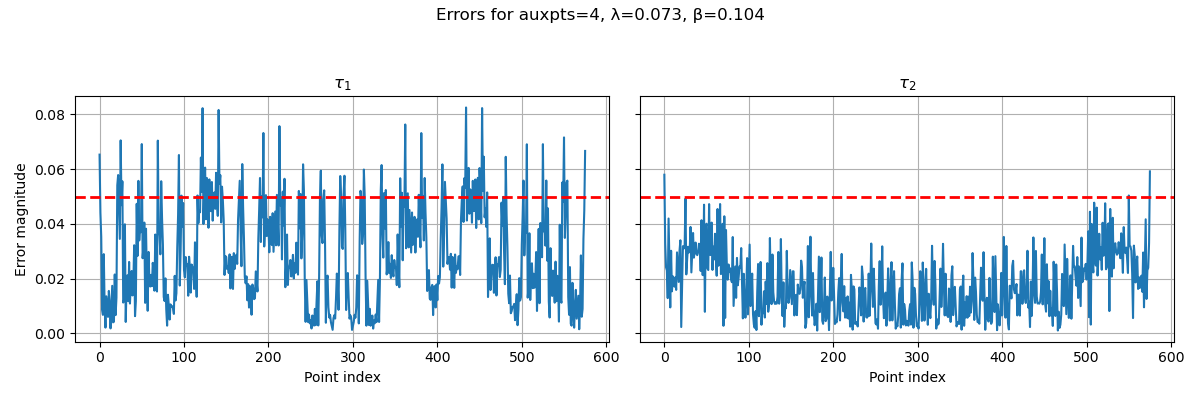 Errors for auxpts=4, λ=0.073, β=0.104
τ1
τ2
Error magnitude
0.08
0.06
0.04
0.02
0.00
0 100 200 300 400 500 600
0 100 200 300 400 500 600
Point index
Point index